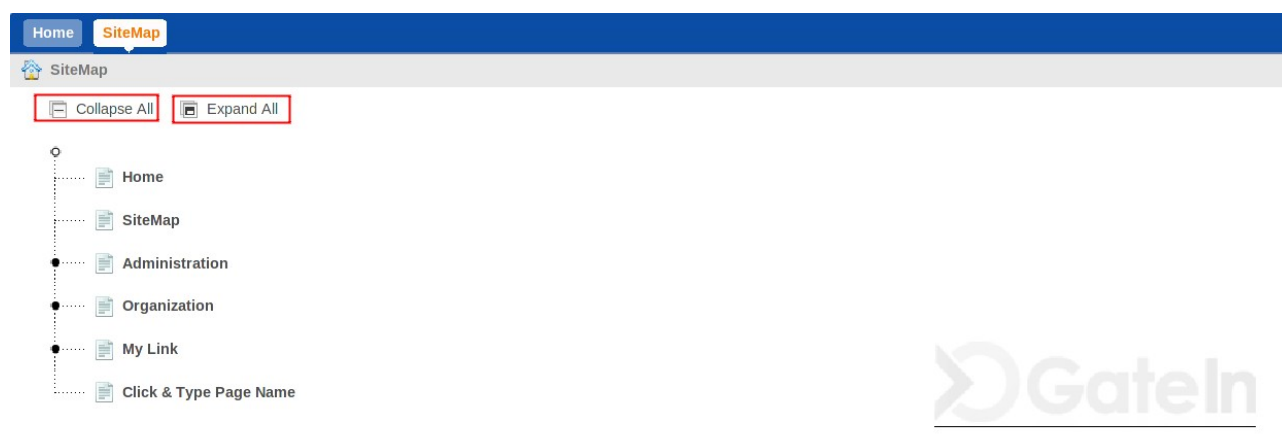 Home SiteMap
SiteMap
Collapse All Expand All
Home
SiteMap
Administration
Organization
My Link
Click & Type Page Name
GateIn